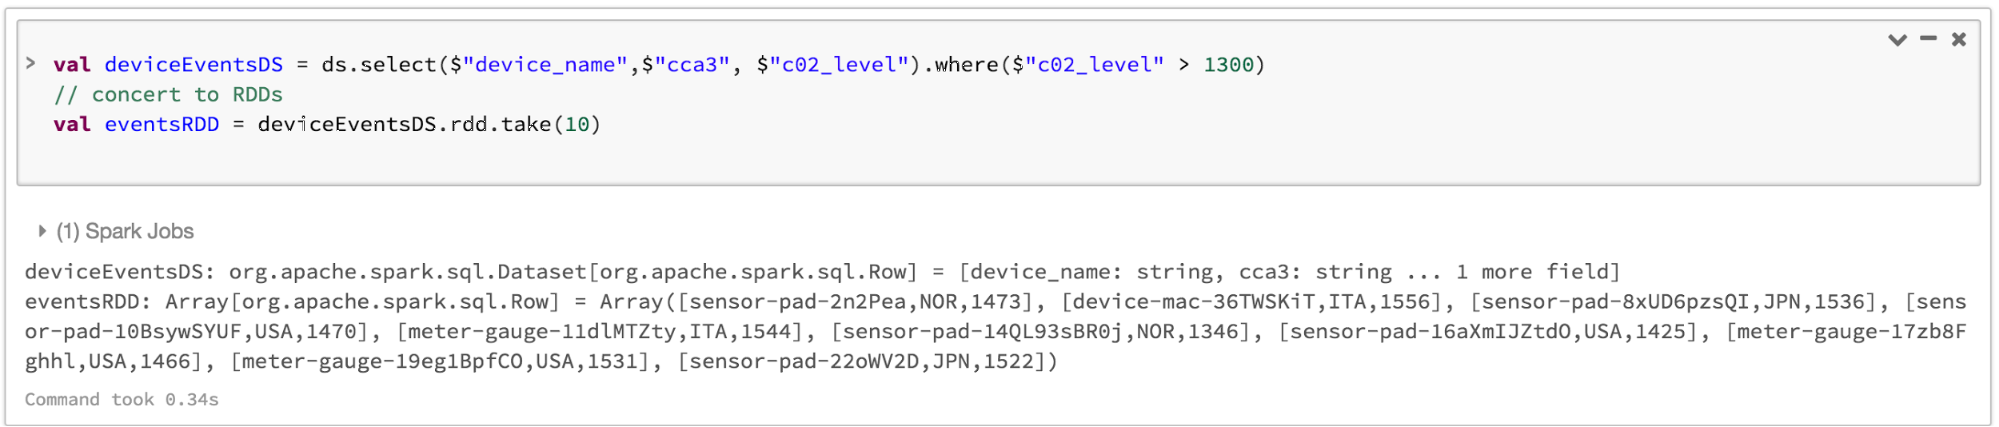 > val deviceEventsDS = ds.select($"device_name",$"cca3", $"c02_level").where($"c02_level" > 1300)
// concert to RDDs
val eventsRDD = deviceEventsDS.rdd.take(10)
(1) Spark Jobs
deviceEventsDS: org.apache.spark.sql.Dataset[org.apache.spark.sql.Row] = [device_name: string, cca3: string ... 1 more field]
eventsRDD: Array[org.apache.spark.sql.Row] = Array([sensor-pad-2n2Pea,NOR,1473], [device-mac-36TWSKiT,ITA,1556], [sensor-pad-8xUD6pzsQI,JPN,1536], [sens
or-pad-10BsywSYUF,USA,1470], [meter-gauge-11dlMTZty,ITA,1544], [sensor-pad-14QL93sBR0j,NOR,1346], [sensor-pad-16aXmIJZtdO,USA,1425], [meter-gauge-17zb8F
ghhl,USA,1466], [meter-gauge-19eg1BpfCO,USA,1531], [sensor-pad-22oWV2D,JPN,1522])
Command took 0.34s